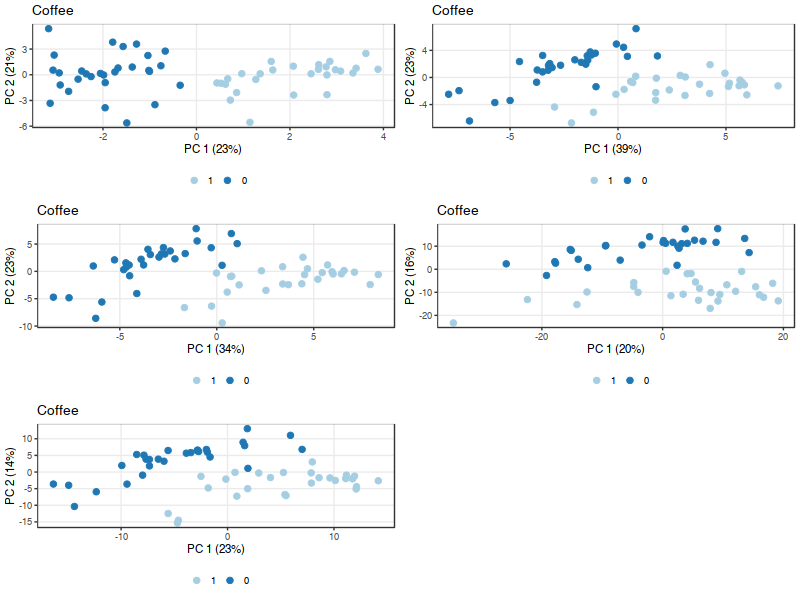 Coffee
PC 2 (21%)
3
0
-3
-6
-2
0
2
4
PC 1 (23%)
1 0
Coffee
PC 2 (23%)
4
0
-4
-5
0
5
PC 1 (39%)
1 0
Coffee
PC 2 (23%)
5
0
-5
-10
-5
0
5
PC 1 (34%)
1 0
Coffee
PC 2 (16%)
10
0
-10
-20
-20
0
20
PC 1 (20%)
1 0
Coffee
PC 2 (14%)
10
5
0
-5
-10
-15
-10
0
10
PC 1 (23%)
1 0